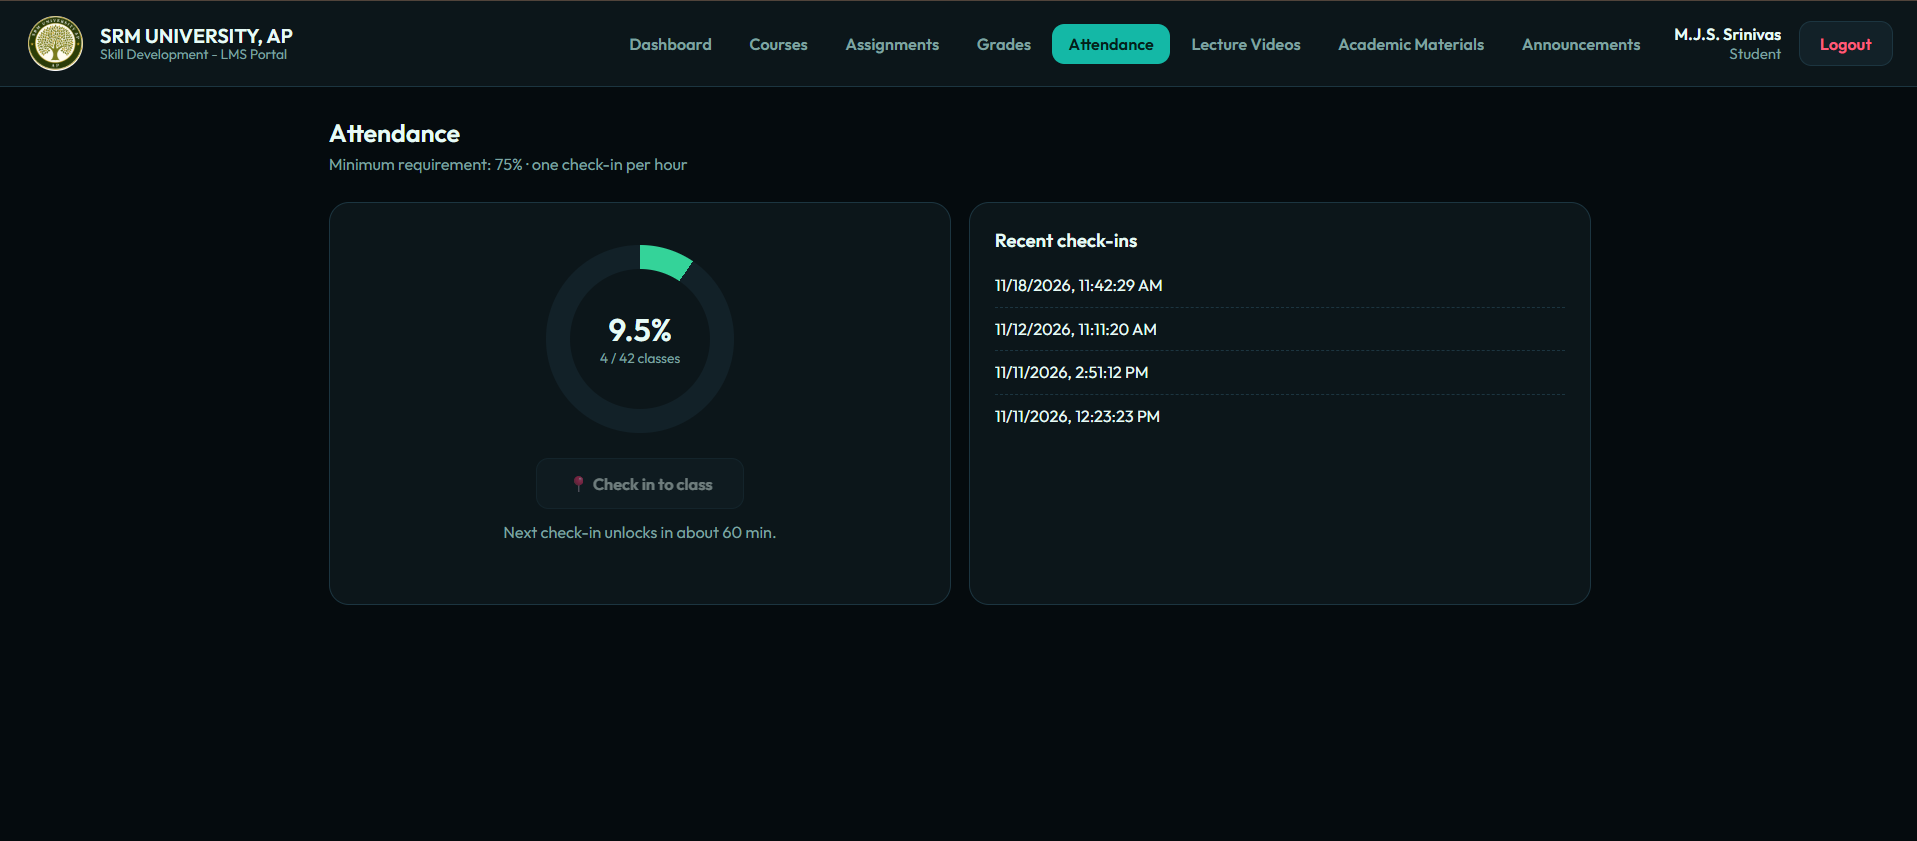 SRM UNIVERSITY, AP
Skill Development - LMS Portal
Dashboard
Courses
Assignments
Grades
Attendance
Lecture Videos
Academic Materials
Announcements
M.J.S. Srinivas
Student
Logout
Attendance
Minimum requirement: 75% · one check-in per hour
9.5%
4 / 42 classes
Check in to class
Next check-in unlocks in about 60 min.
Recent check-ins
11/18/2026, 11:42:29 AM
11/12/2026, 11:11:20 AM
11/11/2026, 2:51:12 PM
11/11/2026, 12:23:23 PM